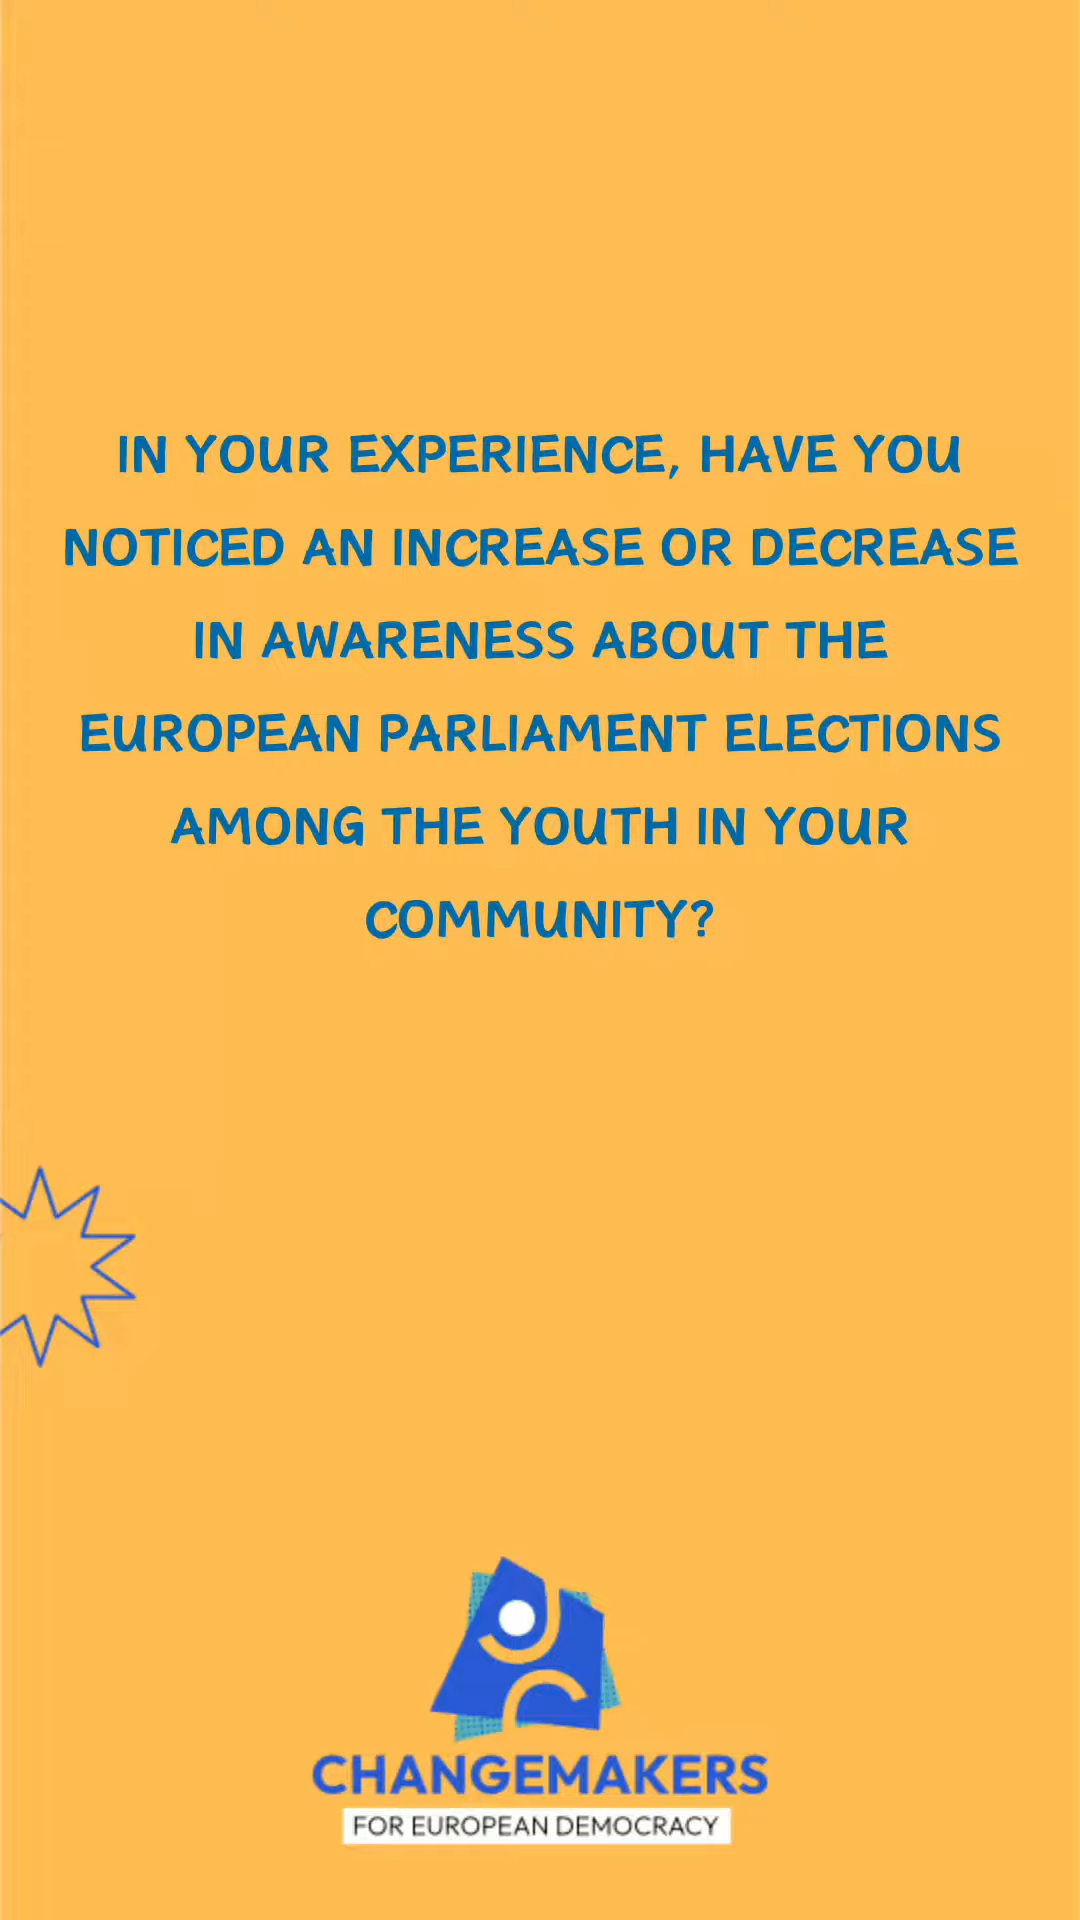 IN YOUR EXPERIENCE, HAVE YOU
NOTICED AN INCREASE OR DECREASE
IN AWARENESS ABOUT THE
EUROPEAN PARLIAMENT ELECTIONS
AMONG THE YOUTH IN YOUR
COMMUNITY?
CHANGEMAKERS
FOR EUROPEAN DEMOCRACY